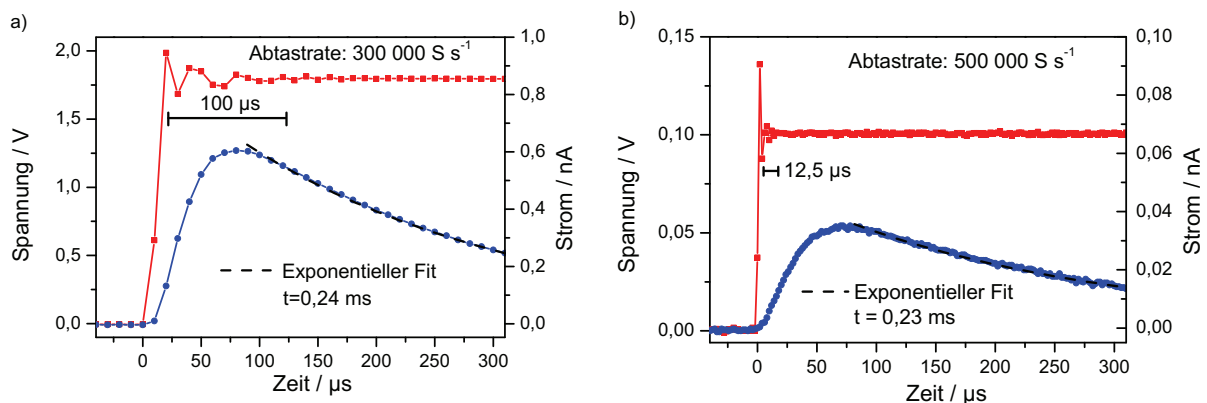 a)
Abtastrate: 300 000 S s⁻¹
Spannung / V
2,0
1,5
1,0
0,5
0,0
100 µs
Exponentieller Fit
t=0,24 ms
1,0
0,8
0,6
0,4
0,2
0,0
Strom / nA
0 50 100 150 200 250 300
Zeit / µs
b)
Abtastrate: 500 000 S s⁻¹
Spannung / V
0,15
0,10
0,05
0,00
12,5 µs
Exponentieller Fit
t = 0,23 ms
0,10
0,08
0,06
0,04
0,02
0,00
Strom / nA
0 50 100 150 200 250 300
Zeit / µs